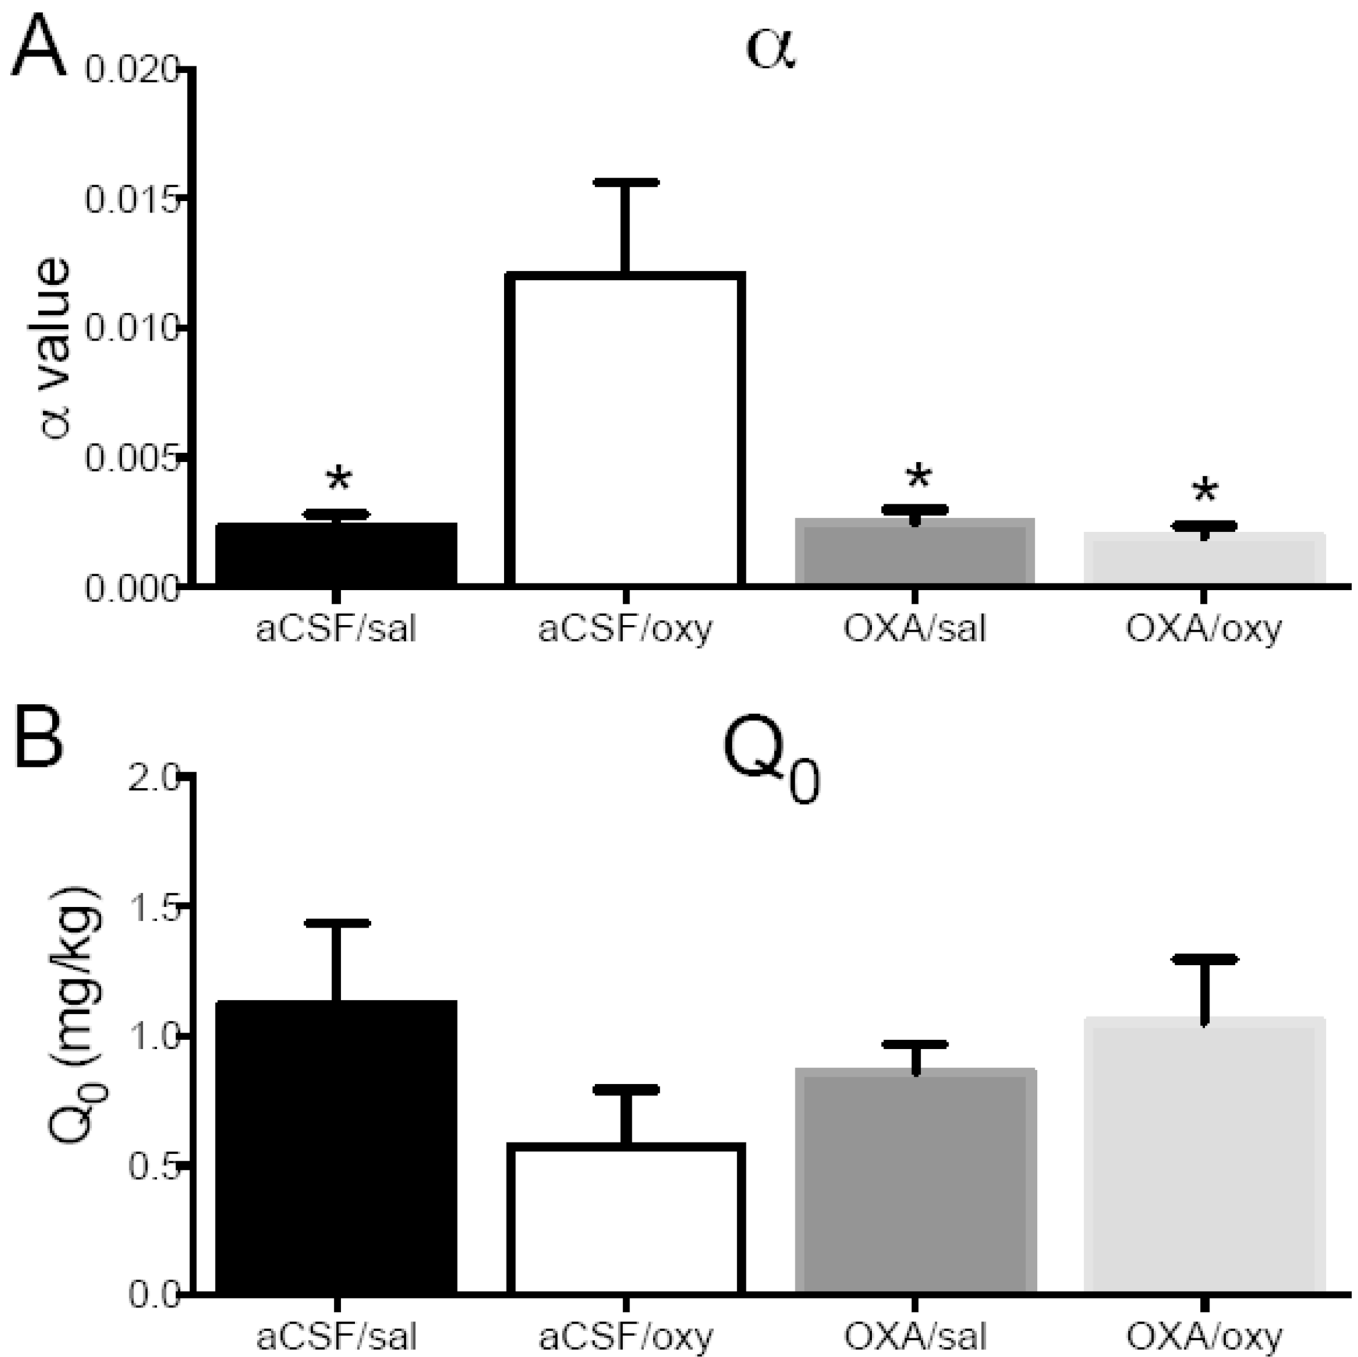 A
α
0.020
0.015
0.010
0.005
0.000
α value
*
*
*
aCSF/sal aCSF/oxy OXA/sal OXA/oxy
B
Q0
2.0
1.5
1.0
0.5
0.0
Q0 (mg/kg)
aCSF/sal aCSF/oxy OXA/sal OXA/oxy